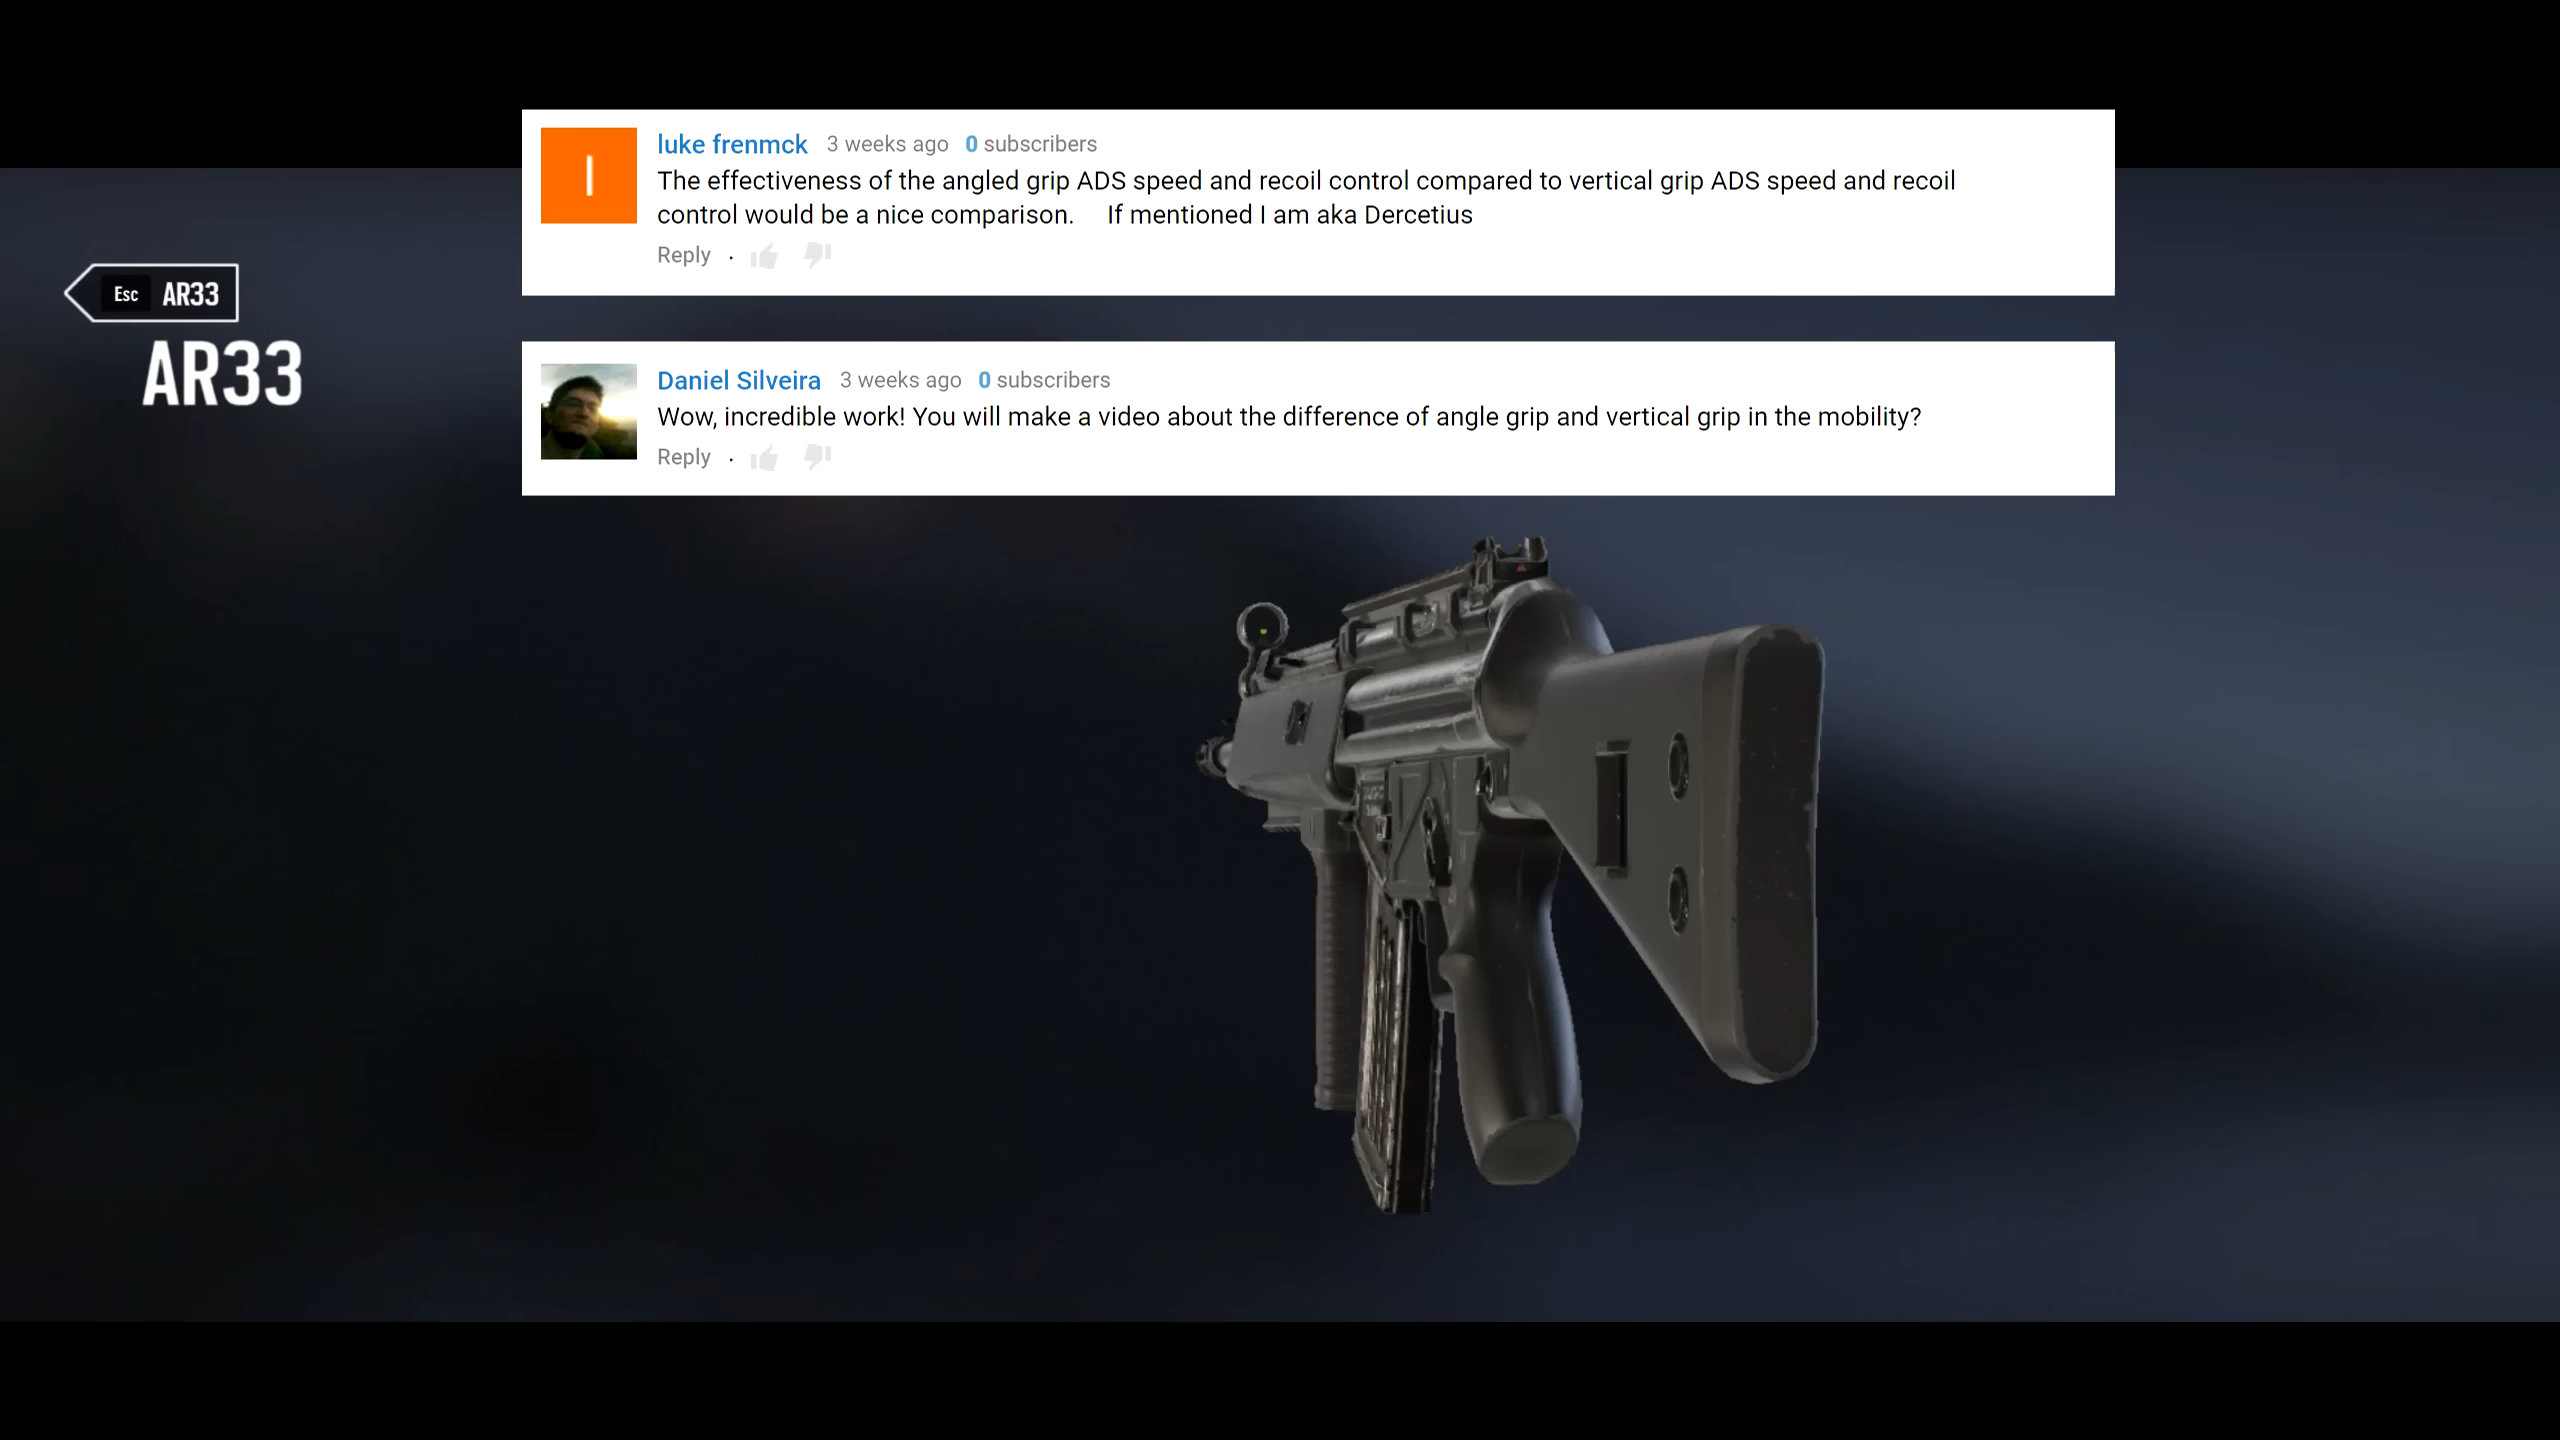 luke frenmck 3 weeks ago 0 subscribers
The effectiveness of the angled grip ADS speed and recoil control compared to vertical grip ADS speed and recoil
control would be a nice comparison. If mentioned I am aka Dercetius
Reply .
Esc AR33
AR33
Daniel Silveira 3 weeks ago 0 subscribers
Wow, incredible work! You will make a video about the difference of angle grip and vertical grip in the mobility?
Reply .